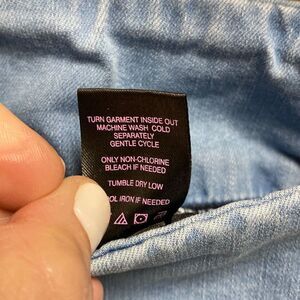 TURN GARMENT INSIDE OUT
MACHINE WASH COLD
SEPARATELY
GENTLE CYCLE
ONLY NON-CHLORINE
BLEACH IF NEEDED
TUMBLE DRY LOW
OOL IRON IF NEEDED